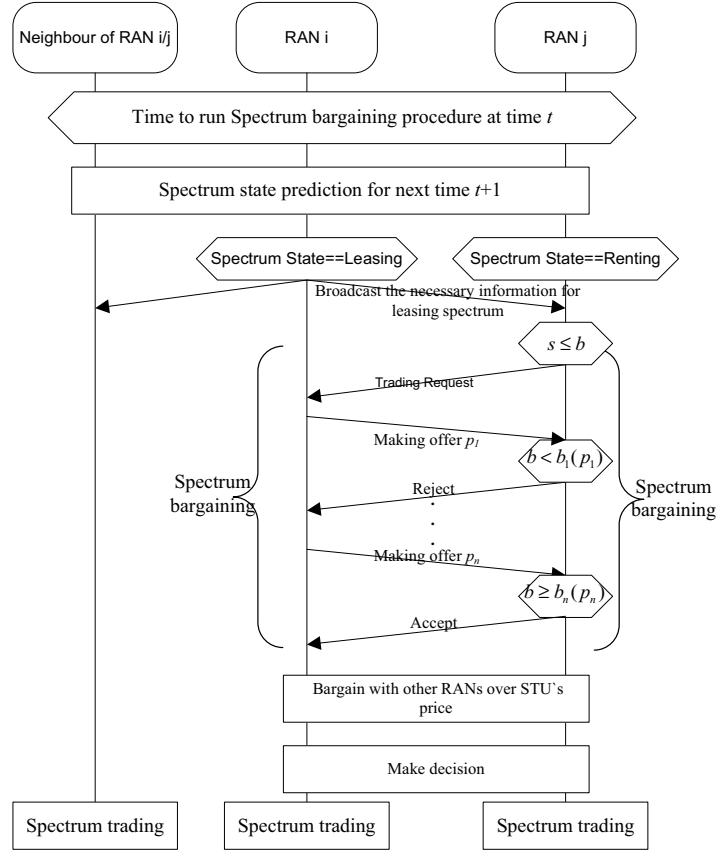 Neighbour of RAN i/j
RAN i
RAN j
Time to run Spectrum bargaining procedure at time t
Spectrum state prediction for next time t+1
Spectrum State==Leasing
Spectrum State==Renting
Broadcast the necessary information for
leasing spectrum
s ≤ b
Trading Request
Making offer p₁
b < b₁(p₁)
Spectrum
bargaining
Spectrum
bargaining
Reject
.
.
.
Making offer pₙ
b ≥ bₙ(pₙ)
Accept
Bargain with other RANs over STU`s
price
Make decision
Spectrum trading
Spectrum trading
Spectrum trading